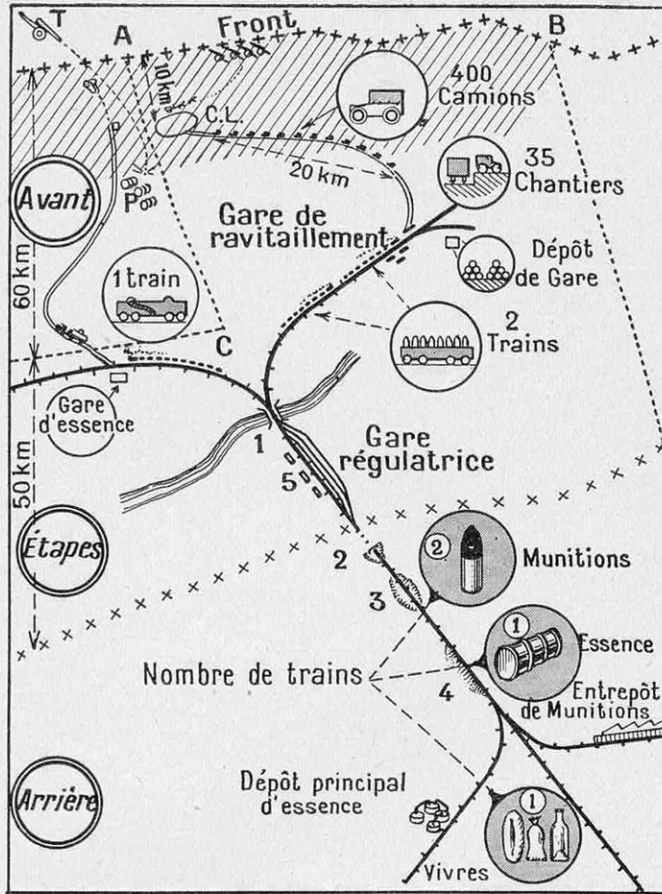 T
A
Front
B
10 km
C.L.
400
Camions
20 km
35
Chantiers
Avant
P
Gare de
ravitaillement
Dépôt
de Gare
60 km
1 train
C
2
Trains
Gare
d'essence
1
Gare
régulatrice
5
50 km
Étapes
2
2
Munitions
3
1
Essence
Nombre de trains
4
Entrepôt
de Munitions
Arrière
Dépôt principal
d'essence
1
Vivres